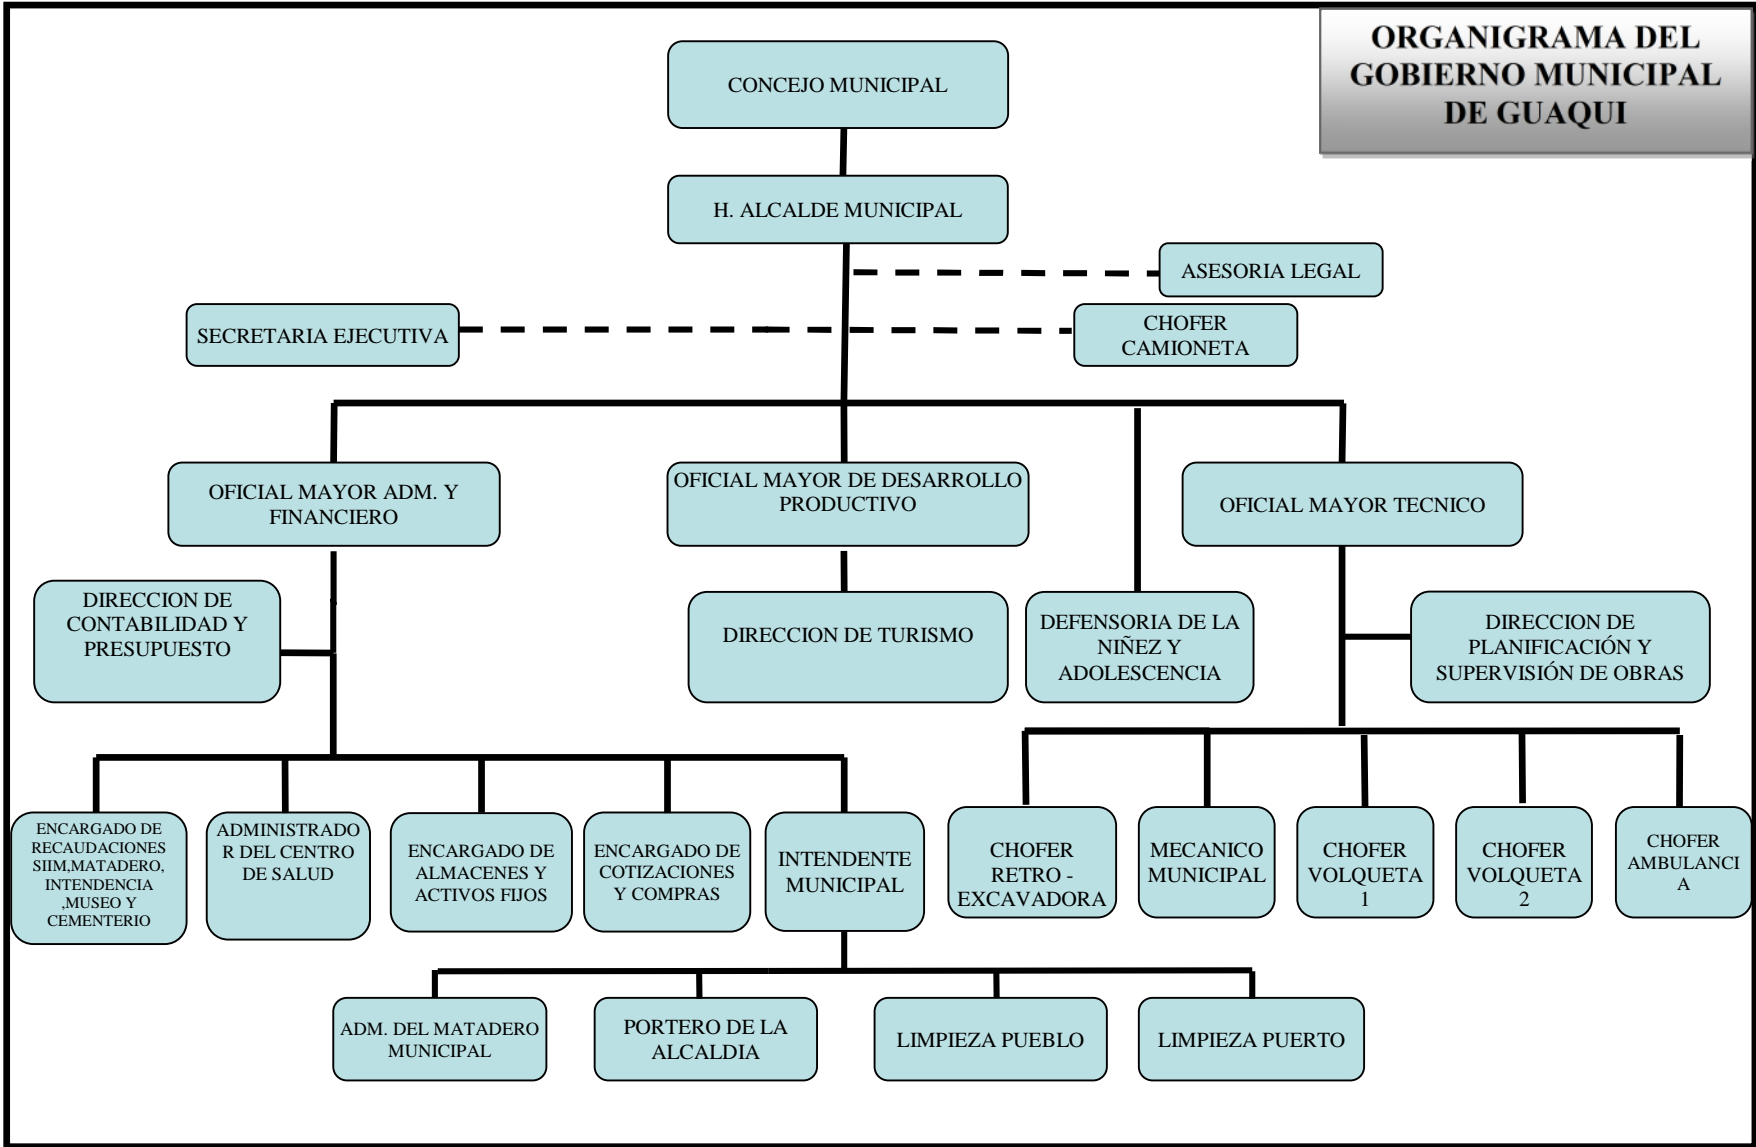 ORGANIGRAMA DEL
GOBIERNO MUNICIPAL
DE GUAQUI
CONCEJO MUNICIPAL
H. ALCALDE MUNICIPAL
ASESORIA LEGAL
SECRETARIA EJECUTIVA
CHOFER
CAMIONETA
OFICIAL MAYOR ADM. Y
FINANCIERO
OFICIAL MAYOR DE DESARROLLO
PRODUCTIVO
OFICIAL MAYOR TECNICO
DIRECCION DE
CONTABILIDAD Y
PRESUPUESTO
DIRECCION DE TURISMO
DEFENSORIA DE LA
NIÑEZ Y
ADOLESCENCIA
DIRECCION DE
PLANIFICACIÓN Y
SUPERVISIÓN DE OBRAS
ENCARGADO DE
RECAUDACIONES
SIIM,MATADERO,
INTENDENCIA
,MUSEO Y
CEMENTERIO
ADMINISTRADO
R DEL CENTRO
DE SALUD
ENCARGADO DE
ALMACENES Y
ACTIVOS FIJOS
ENCARGADO DE
COTIZACIONES
Y COMPRAS
INTENDENTE
MUNICIPAL
CHOFER
RETRO -
EXCAVADORA
MECANICO
MUNICIPAL
CHOFER
VOLQUETA
1
CHOFER
VOLQUETA
2
CHOFER
AMBULANCI
A
ADM. DEL MATADERO
MUNICIPAL
PORTERO DE LA
ALCALDIA
LIMPIEZA PUEBLO
LIMPIEZA PUERTO